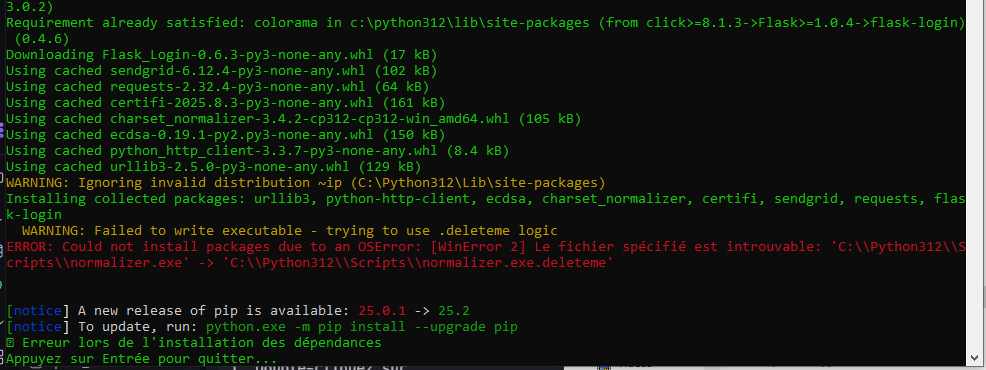 3.0.2)
Requirement already satisfied: colorama in c:\python312\lib\site-packages (from click>=8.1.3->Flask>=1.0.4->flask-login)
 (0.4.6)
Downloading Flask_Login-0.6.3-py3-none-any.whl (17 kB)
Using cached sendgrid-6.12.4-py3-none-any.whl (102 kB)
Using cached requests-2.32.4-py3-none-any.whl (64 kB)
Using cached certifi-2025.8.3-py3-none-any.whl (161 kB)
Using cached charset_normalizer-3.4.2-cp312-cp312-win_amd64.whl (105 kB)
Using cached ecdsa-0.19.1-py2.py3-none-any.whl (150 kB)
Using cached python_http_client-3.3.7-py3-none-any.whl (8.4 kB)
Using cached urllib3-2.5.0-py3-none-any.whl (129 kB)
WARNING: Ignoring invalid distribution ~ip (C:\Python312\Lib\site-packages)
Installing collected packages: urllib3, python-http-client, ecdsa, charset_normalizer, certifi, sendgrid, requests, flas
k-login
  WARNING: Failed to write executable - trying to use .deleteme logic
ERROR: Could not install packages due to an OSError: [WinError 2] Le fichier spécifié est introuvable: 'C:\\Python312\\S
cripts\\normalizer.exe' -> 'C:\\Python312\\Scripts\\normalizer.exe.deleteme'
[notice] A new release of pip is available: 25.0.1 -> 25.2
[notice] To update, run: python.exe -m pip install --upgrade pip
Erreur lors de l'installation des dépendances
Appuyez sur Entrée pour quitter...